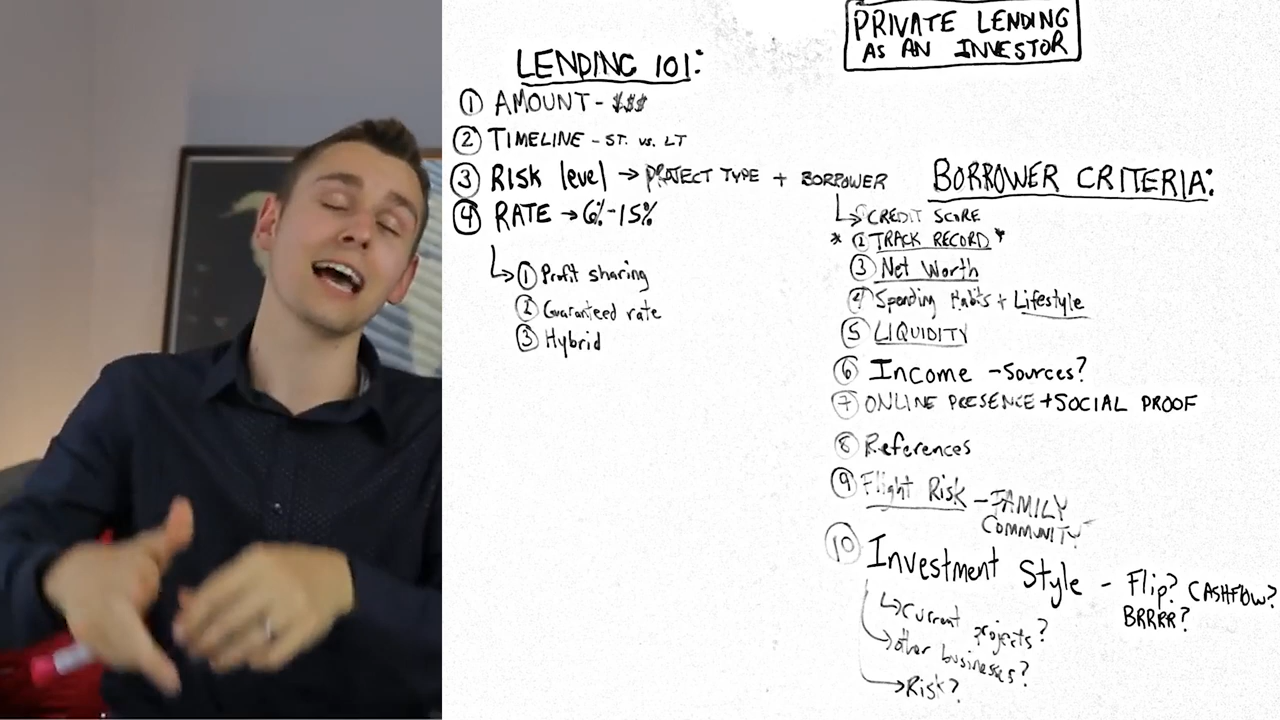 PRIVATE LENDING
AS AN INVESTOR
LENDING 101:
① AMOUNT - $$$
② TIMELINE - ST. vs. LT
③ RISK level → PROJECT TYPE + BORROWER
④ RATE → 6%-15%
↳ ① Profit sharing
② Guaranteed rate
③ Hybrid
BORROWER CRITERIA:
↳ CREDIT SCORE
* ② TRACK RECORD *
③ Net Worth
④ Spending Habits + Lifestyle
⑤ LIQUIDITY
⑥ Income - Sources?
⑦ ONLINE PRESENCE + SOCIAL PROOF
⑧ References
⑨ Flight Risk - FAMILY
COMMUNITY
⑩ Investment Style - Flip? CASHFLOW?
BRRRR?
↳ current projects?
→ other businesses?
→ Risk?